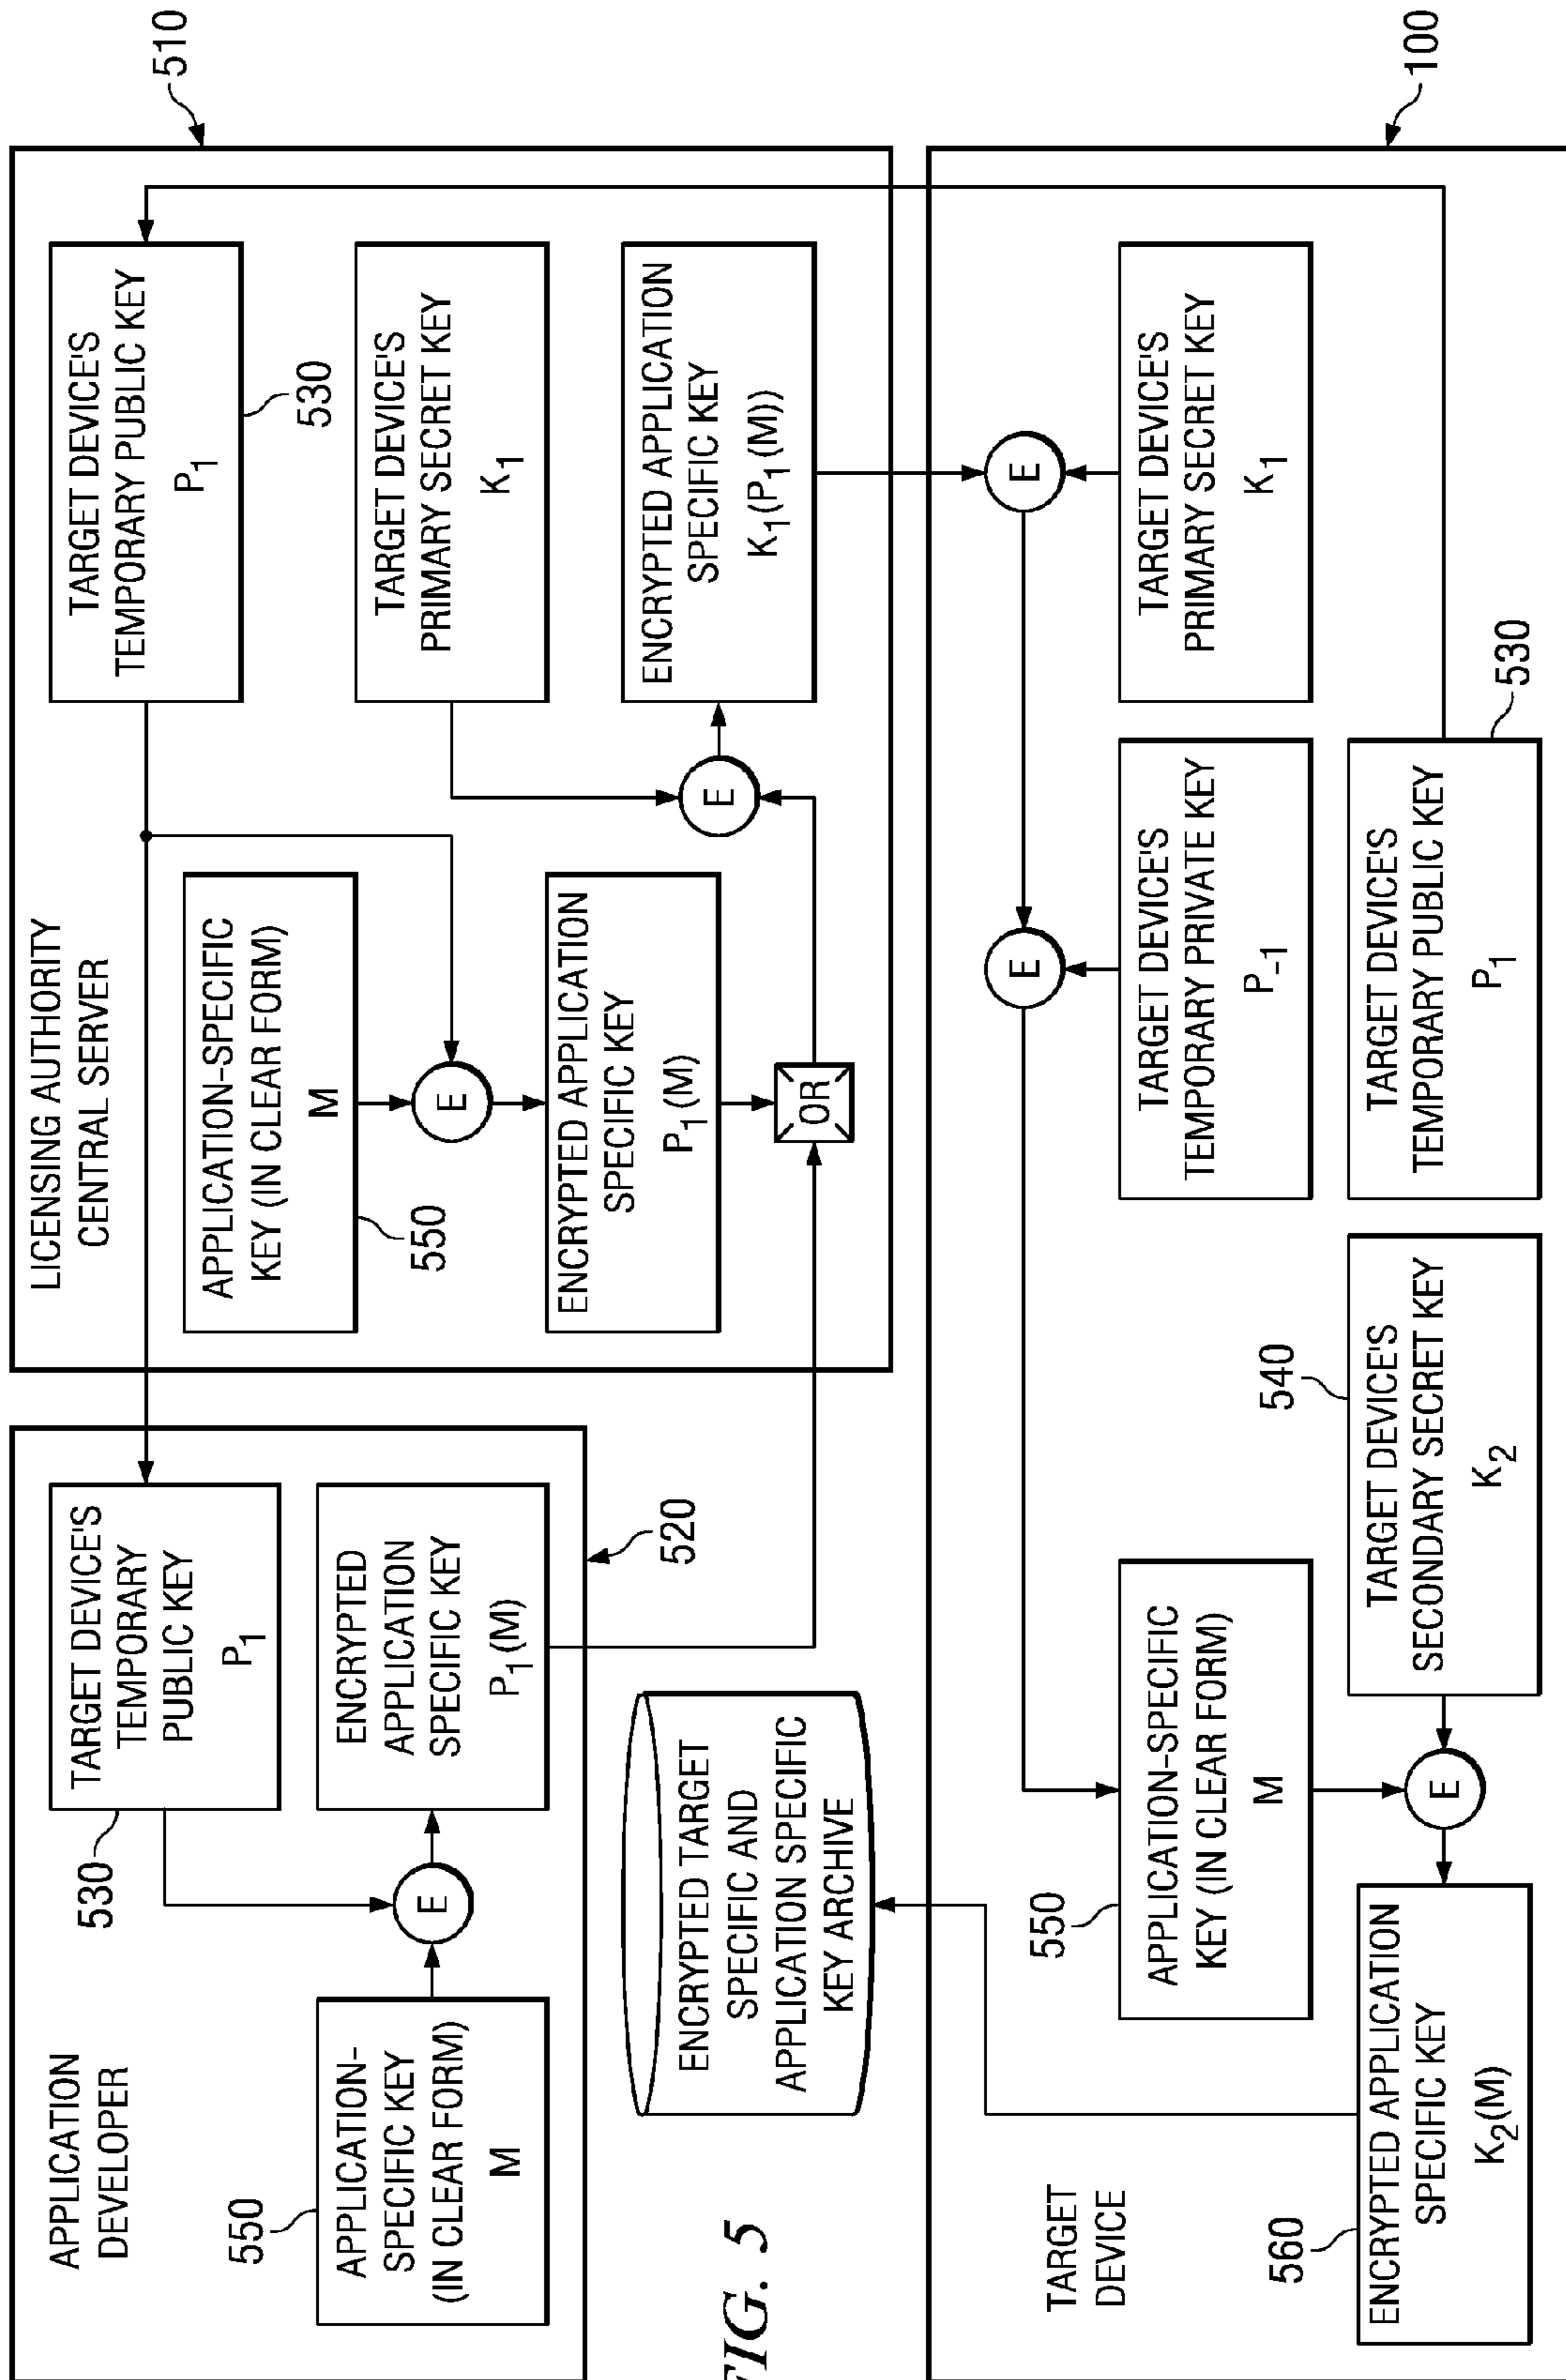 APPLICATION
DEVELOPER
550
APPLICATION-
SPECIFIC KEY
(IN CLEAR FORM)
M
E
530
TARGET DEVICE'S
TEMPORARY
PUBLIC KEY
P1
ENCRYPTED
APPLICATION
SPECIFIC KEY
P1(M)
520
LICENSING AUTHORITY
CENTRAL SERVER
510
APPLICATION-SPECIFIC
KEY (IN CLEAR FORM)
M
550
E
ENCRYPTED APPLICATION
SPECIFIC KEY
P1(M)
OR
TARGET DEVICE'S
TEMPORARY PUBLIC KEY
P1
530
TARGET DEVICE'S
PRIMARY SECRET KEY
K1
E
ENCRYPTED APPLICATION
SPECIFIC KEY
K1(P1(M))
ENCRYPTED TARGET
SPECIFIC AND
APPLICATION SPECIFIC
KEY ARCHIVE
FIG. 5
TARGET
DEVICE
100
560
ENCRYPTED APPLICATION
SPECIFIC KEY
K2(M)
550
APPLICATION-SPECIFIC
KEY (IN CLEAR FORM)
M
E
540
TARGET DEVICE'S
SECONDARY SECRET KEY
K2
E
TARGET DEVICE'S
TEMPORARY PRIVATE KEY
P-1
E
TARGET DEVICE'S
PRIMARY SECRET KEY
K1
TARGET DEVICE'S
TEMPORARY PUBLIC KEY
P1
530